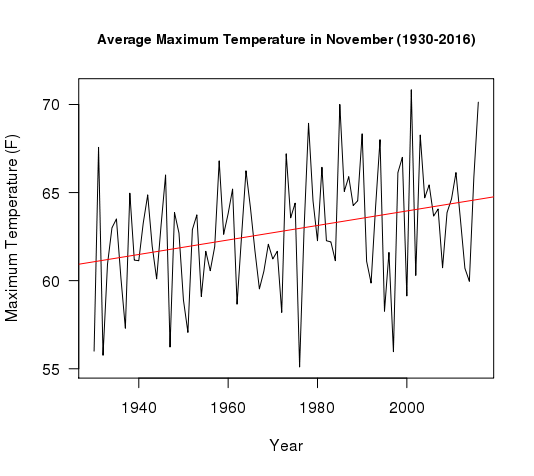 Average Maximum Temperature in November (1930-2016)
Maximum Temperature (F)
70
65
60
55
1940 1960 1980 2000
Year